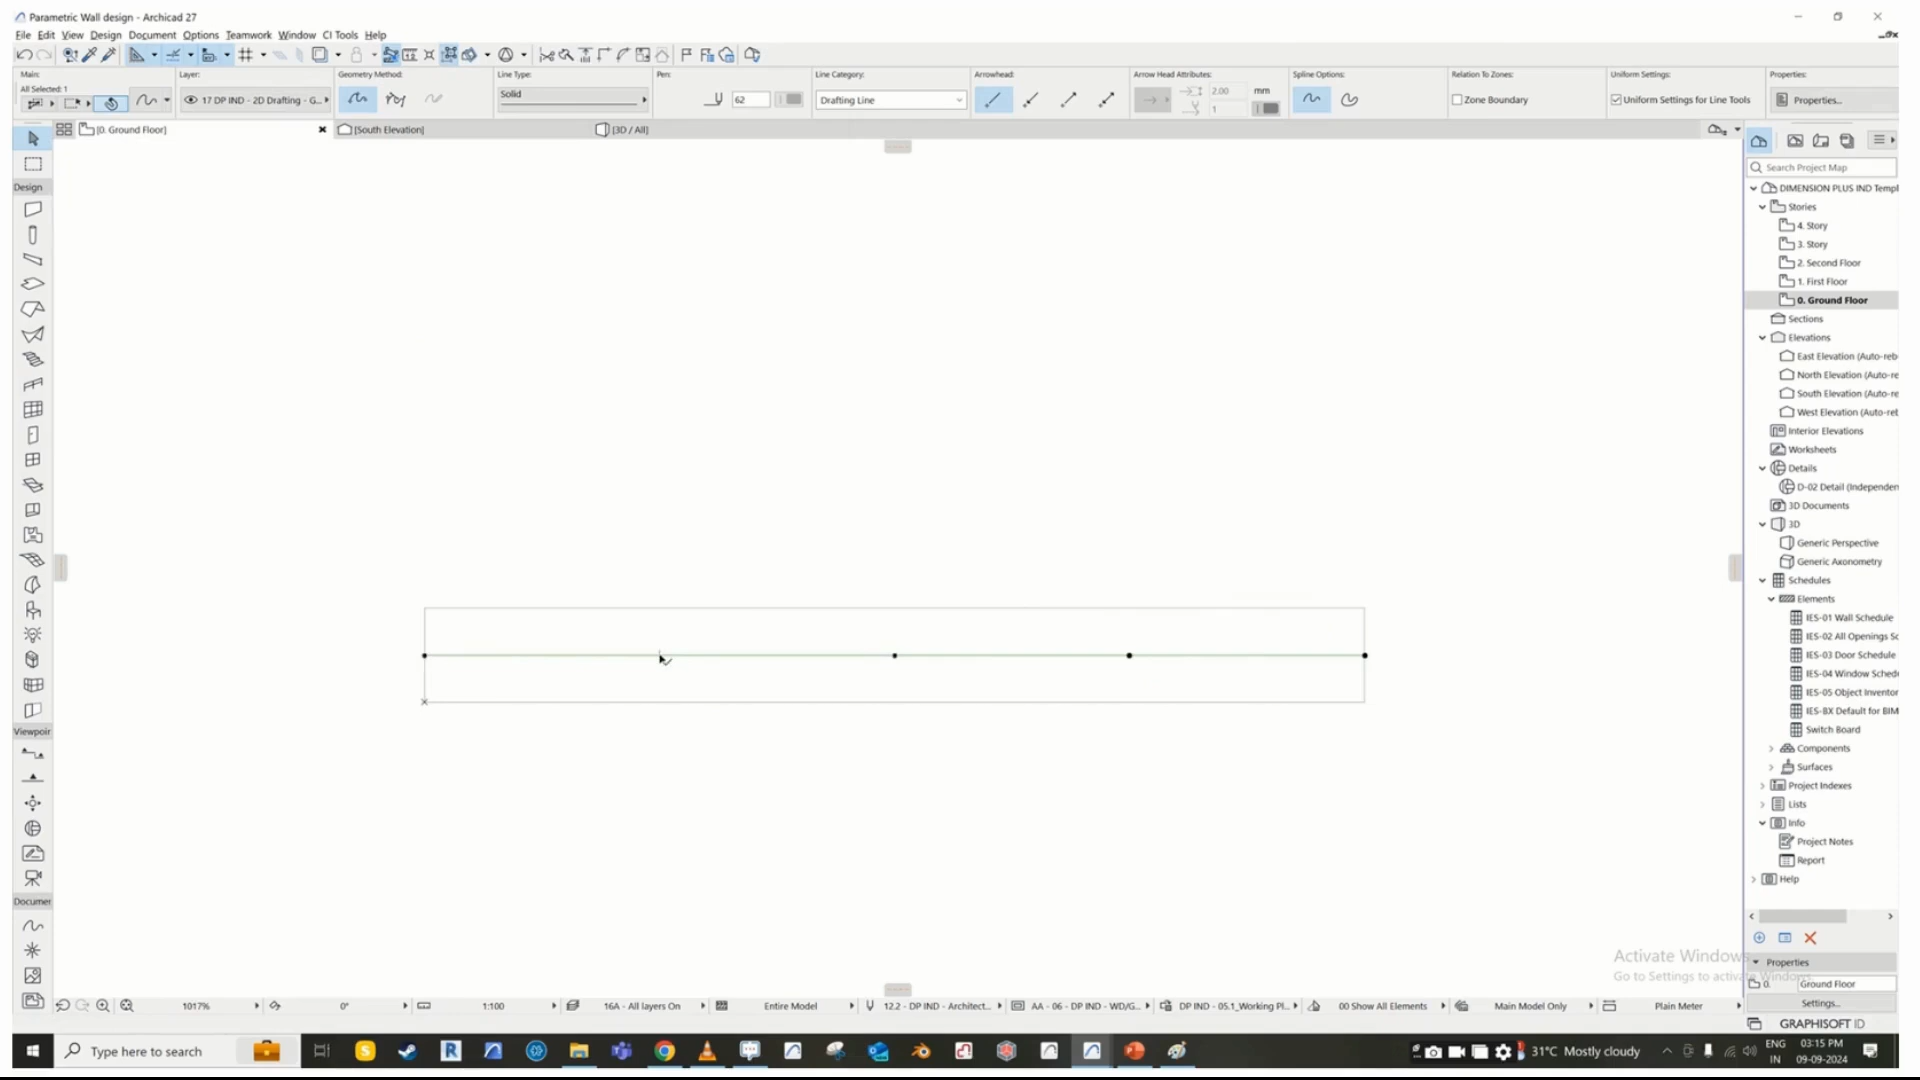 Parametric Wall design - Archicad 27
File Edit View Design Document Options Teamwork Window CI Tools Help
Main:
All Selected: 1
Layer:
17 DP IND - 2D Drafting - G...
Geometry Method:
Line Type:
Solid
Pen:
62
Line Category:
Drafting Line
Arrowhead:
Arrow Head Attributes:
2.00 mm
1
Spline Options:
Relation To Zones:
Zone Boundary
Uniform Settings:
Uniform Settings for Line Tools
Properties:
Properties...
[0. Ground Floor]
[South Elevation]
[3D / All]
Design
Viewpoir
Documer
Search Project Map
DIMENSION PLUS IND Templ
Stories
4. Story
3. Story
2. Second Floor
1. First Floor
0. Ground Floor
Sections
Elevations
East Elevation (Auto-reb
North Elevation (Auto-re
South Elevation (Auto-re
West Elevation (Auto-rel
Interior Elevations
Worksheets
Details
D-02 Detail (Independen
3D Documents
3D
Generic Perspective
Generic Axonometry
Schedules
Elements
IES-01 Wall Schedule
IES-02 All Openings Sc
IES-03 Door Schedule
IES-04 Window Sched
IES-05 Object Inventor
IES-BX Default for BIM
Switch Board
Components
Surfaces
Project Indexes
Lists
Info
Project Notes
Report
Help
Activate Windows
Go to Settings to activate Windows.
Properties
0. Ground Floor
Settings...
GRAPHISOFT ID
1017%
0°
1:100
16A - All layers On
Entire Model
12.2 - DP IND - Architect...
AA - 06 - DP IND - WD/G...
DP IND - 05.1_Working Pl...
00 Show All Elements
Main Model Only
Plain Meter
Type here to search
31°C Mostly cloudy
ENG
IN
03:15 PM
09-09-2024